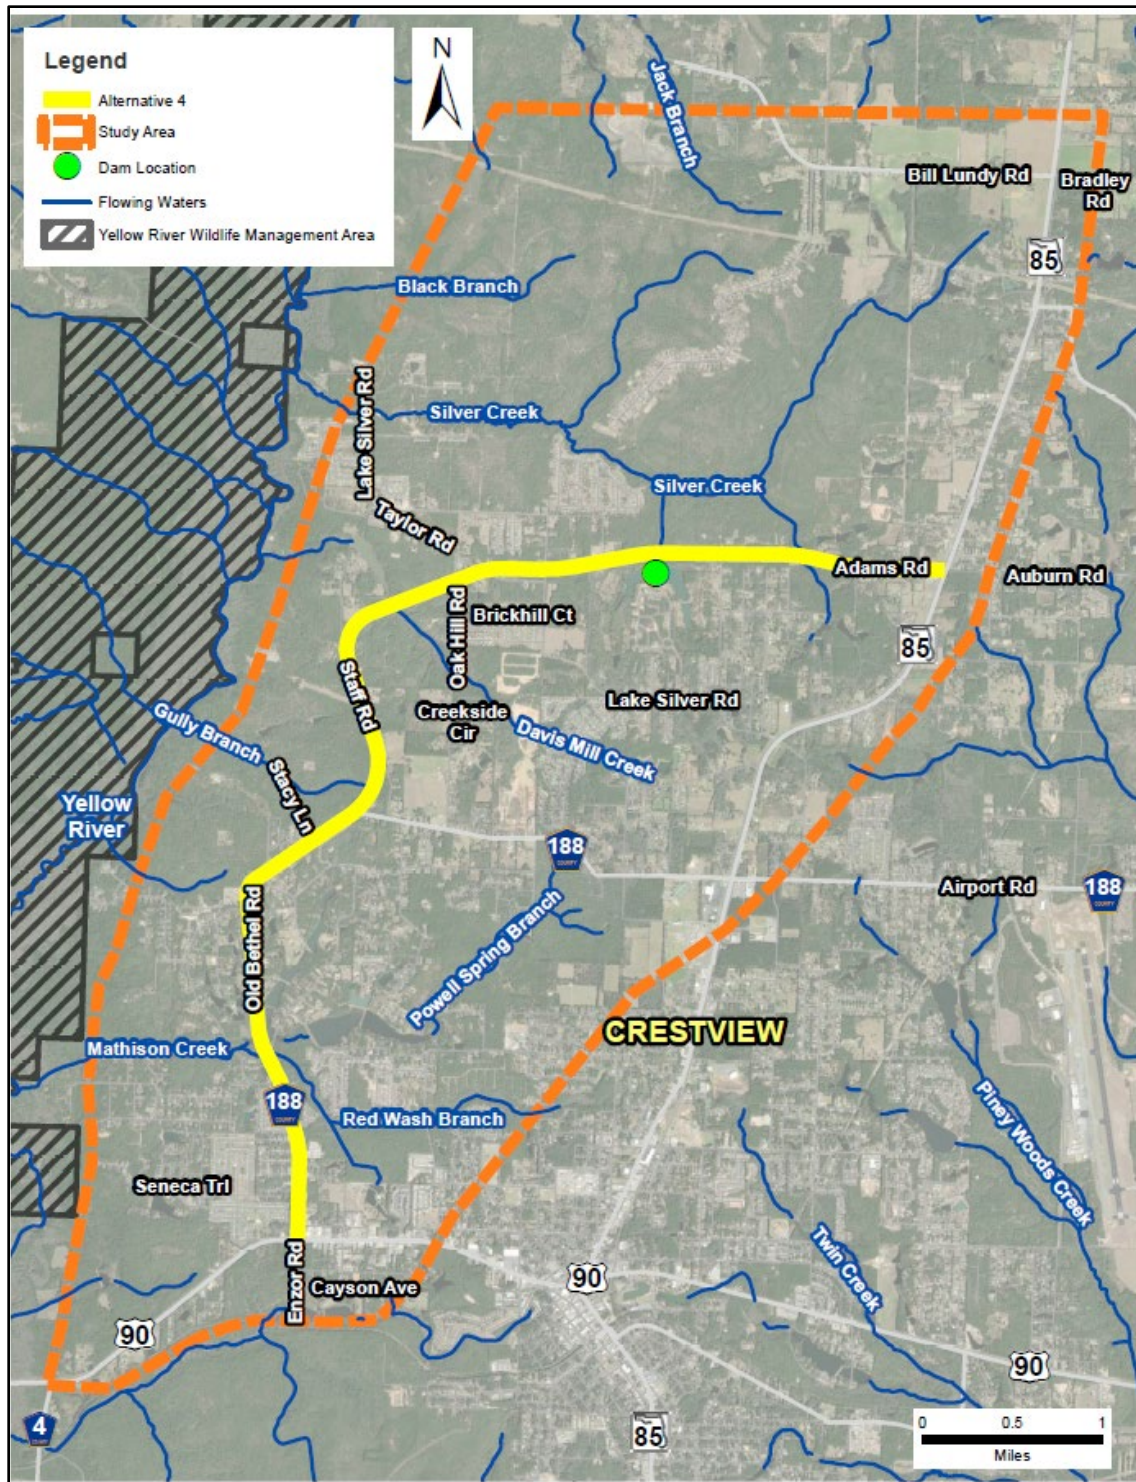 Legend
Alternative 4
Study Area
Dam Location
Flowing Waters
Yellow River Wildlife Management Area
N
Jack Branch
Bill Lundy Rd
Bradley
Rd
85
Black Branch
Lake Silver Rd
Silver Creek
Silver Creek
Taylor Rd
Adams Rd
Auburn Rd
Oak Hill Rd
Brickhill Ct
85
Staff Rd
Lake Silver Rd
Creekside
Cir
Gully Branch
Davis Mill Creek
Stacy Ln
Yellow
River
188
COUNTY
Airport Rd
188
COUNTY
Old Bethel Rd
Powell Spring Branch
CRESTVIEW
Mathison Creek
188
COUNTY
Red Wash Branch
Piney Woods Creek
Seneca Trl
Twin Creek
Enzor Rd
Cayson Ave
90
90
90
4
85
0 0.5 1
Miles